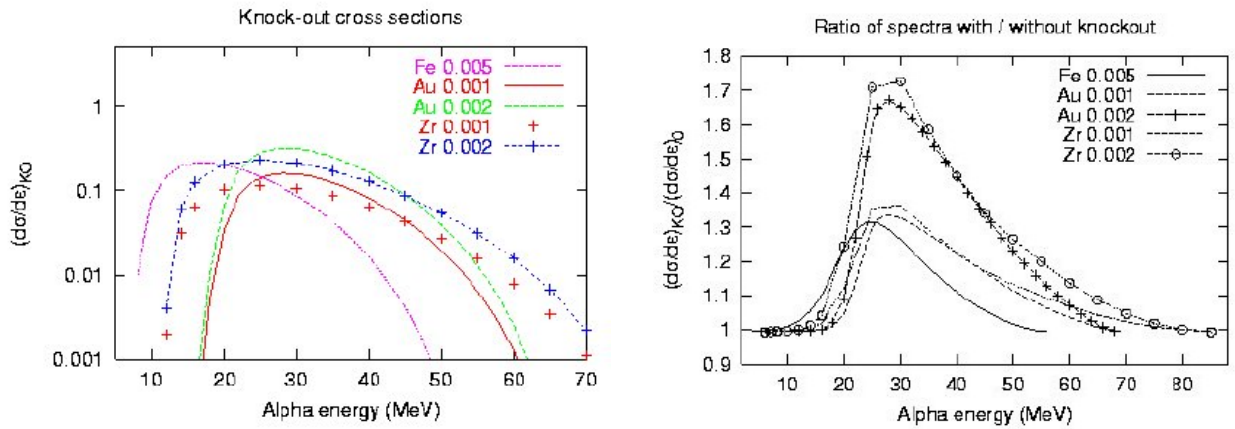 Knock-out cross sections
Fe 0.005
Au 0.001
Au 0.002
Zr 0.001
Zr 0.002
1
0.1
0.01
0.001
(dσ/dε)KO
10 20 30 40 50 60 70
Alpha energy (MeV)
Ratio of spectra with / without knockout
Fe 0.005
Au 0.001
Au 0.002
Zr 0.001
Zr 0.002
1.8
1.7
1.6
1.5
1.4
1.3
1.2
1.1
1
0.9
(dσ/dε)KO/(dσ/dε)0
10 20 30 40 50 60 70 80
Alpha energy (MeV)